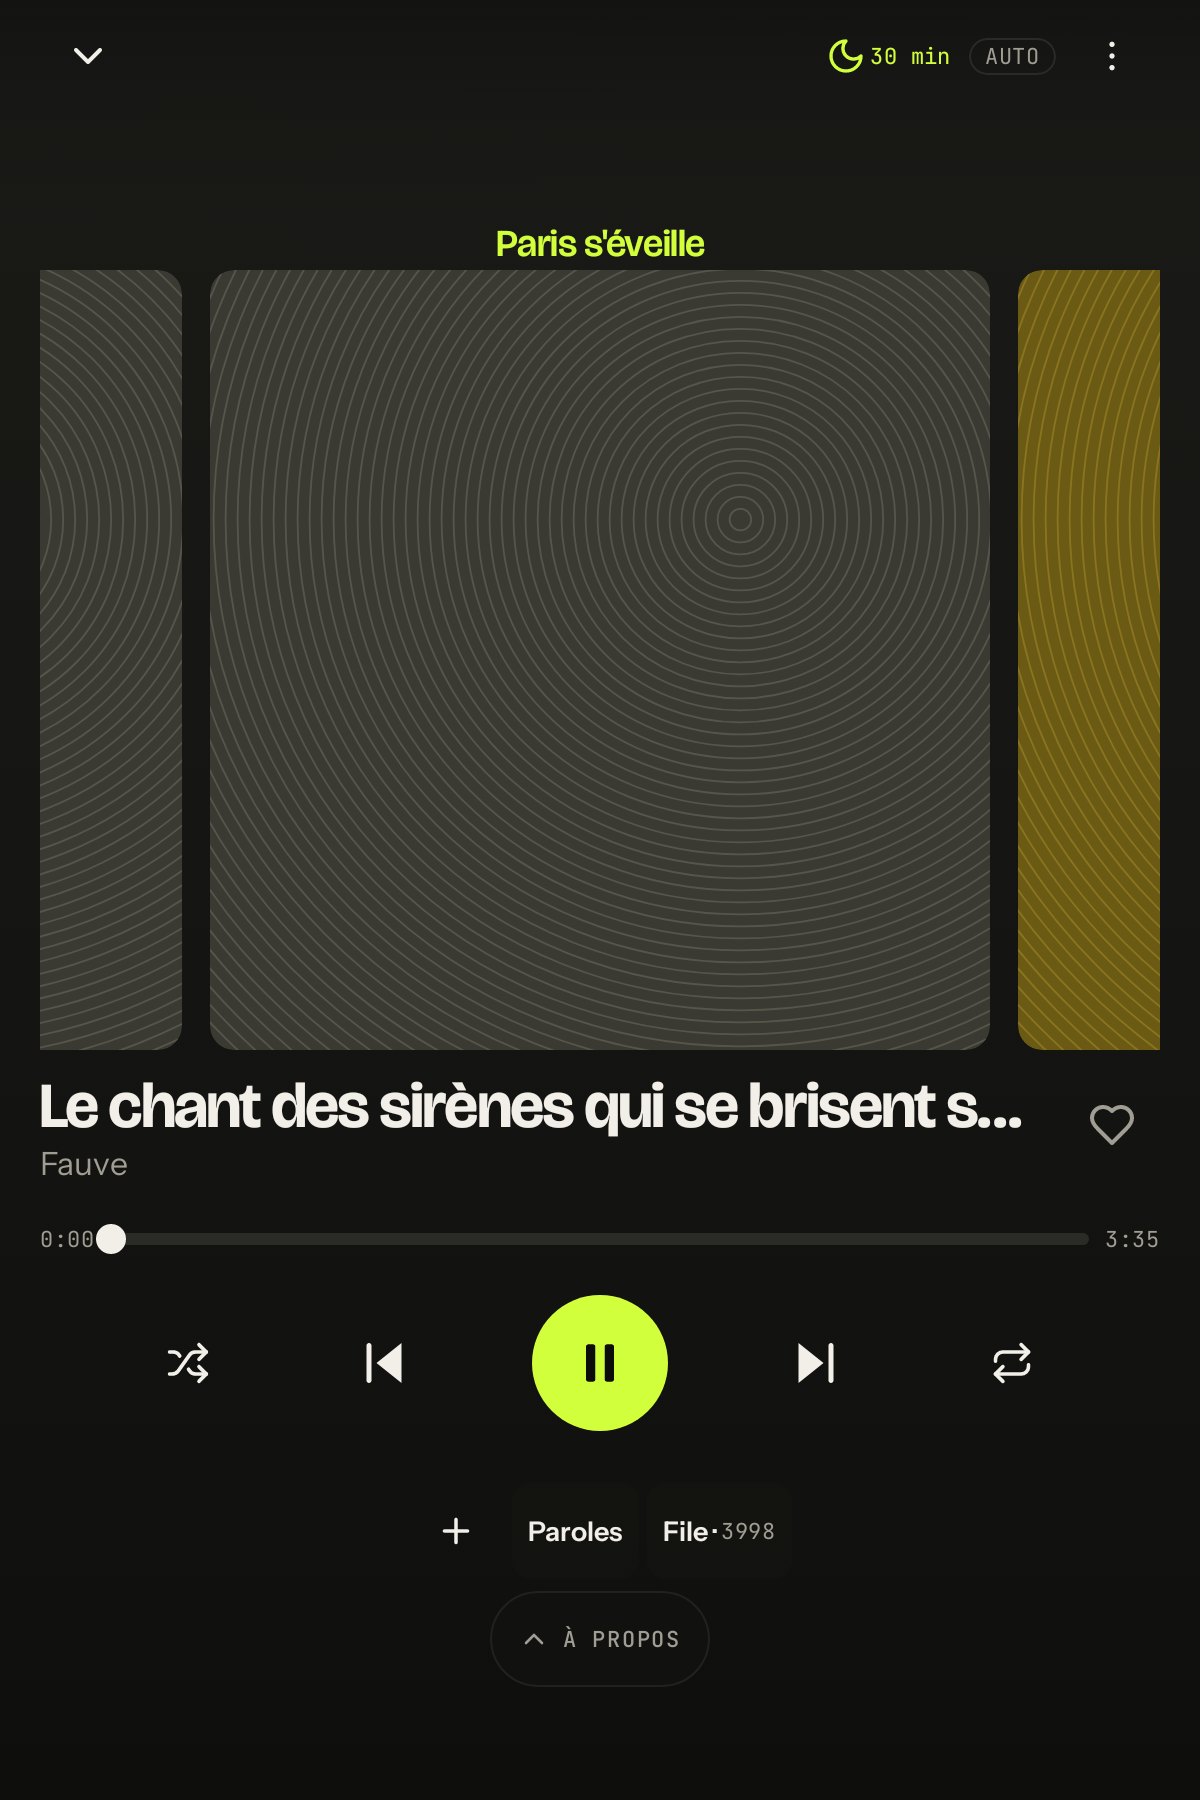 30 min AUTO
Paris s'éveille
Le chant des sirènes qui se brisent s...
Fauve
0:00 3:35
Paroles File·3998
À PROPOS